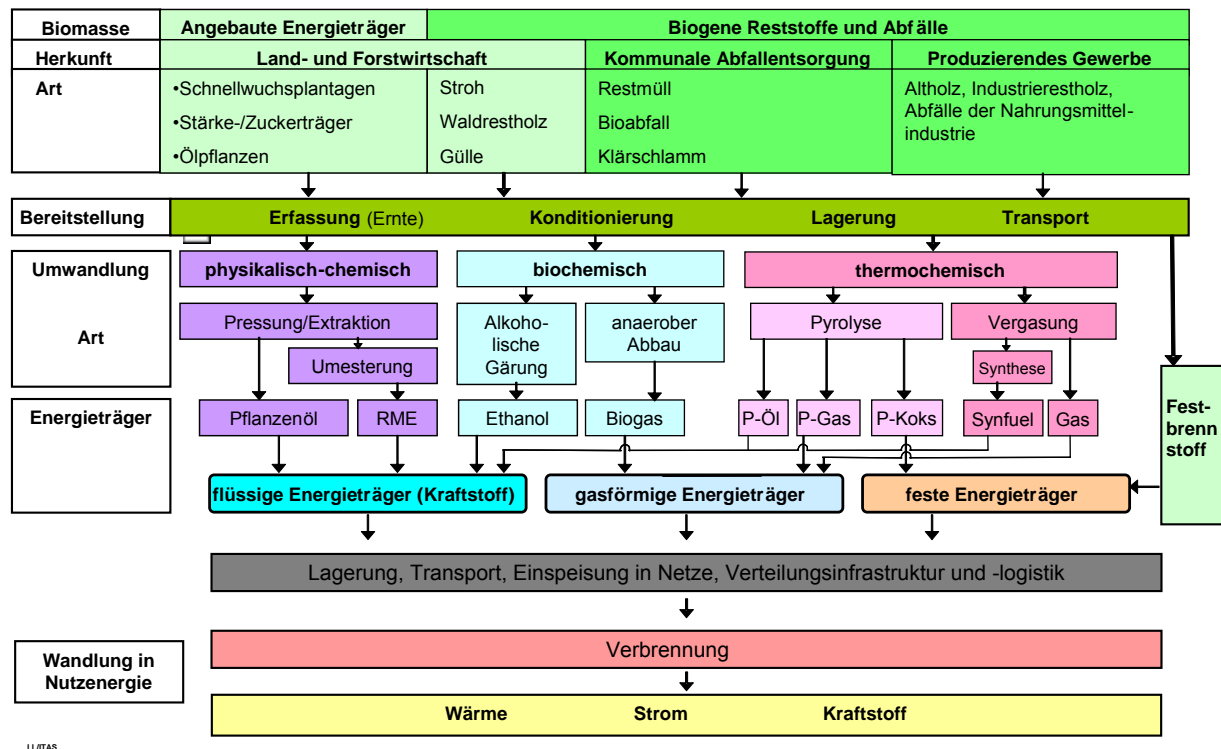 Biomasse
Angebaute Energieträger
Biogene Reststoffe und Abfälle
Herkunft
Land- und Forstwirtschaft
Kommunale Abfallentsorgung
Produzierendes Gewerbe
Art
•Schnellwuchsplantagen
•Stärke-/Zuckerträger
•Ölpflanzen
Stroh
Waldrestholz
Gülle
Restmüll
Bioabfall
Klärschlamm
Altholz, Industrierestholz,
Abfälle der Nahrungsmittel-
industrie
Bereitstellung
Erfassung (Ernte)
Konditionierung
Lagerung
Transport
Umwandlung
Art
physikalisch-chemisch
biochemisch
thermochemisch
Pressung/Extraktion
Umesterung
Alkoho-
lische
Gärung
anaerober
Abbau
Pyrolyse
Vergasung
Synthese
Energieträger
Pflanzenöl
RME
Ethanol
Biogas
P-Öl
P-Gas
P-Koks
Synfuel
Gas
Fest-
brenn
stoff
flüssige Energieträger (Kraftstoff)
gasförmige Energieträger
feste Energieträger
Lagerung, Transport, Einspeisung in Netze, Verteilungsinfrastruktur und -logistik
Wandlung in
Nutzenergie
Verbrennung
Wärme
Strom
Kraftstoff